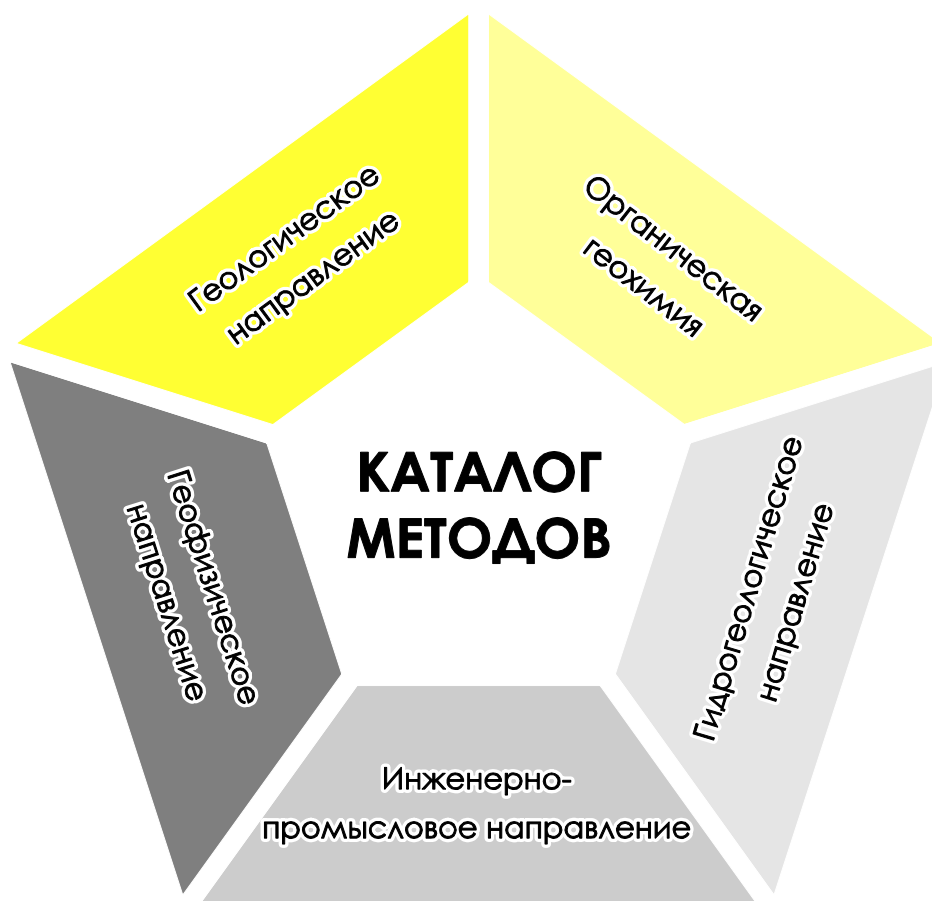 Геологическое
направление
Органическая
геохимия
КАТАЛОГ
МЕТОДОВ
Геофизическое
направление
Гидрогеологическое
направление
Инженерно-
промысловое направление